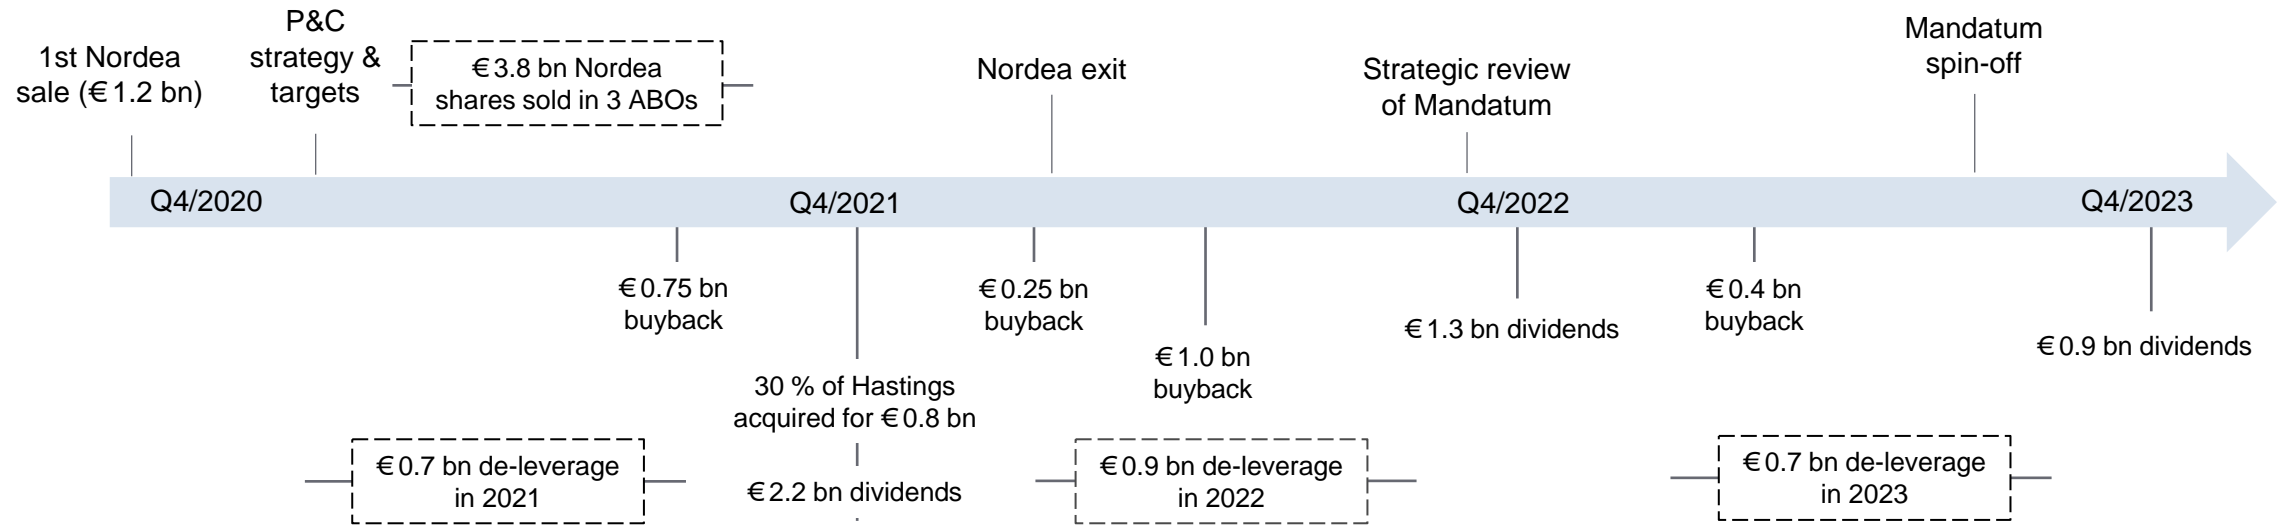 1st Nordea
sale (€1.2 bn)
P&C
strategy &
targets
€3.8 bn Nordea
shares sold in 3 ABOs
Nordea exit
Strategic review
of Mandatum
Mandatum
spin-off
Q4/2020
Q4/2021
Q4/2022
Q4/2023
€0.75 bn
buyback
30 % of Hastings
acquired for €0.8 bn
€2.2 bn dividends
€0.25 bn
buyback
€1.0 bn
buyback
€1.3 bn dividends
€0.4 bn
buyback
€0.9 bn dividends
€0.7 bn de-leverage
in 2021
€0.9 bn de-leverage
in 2022
€0.7 bn de-leverage
in 2023